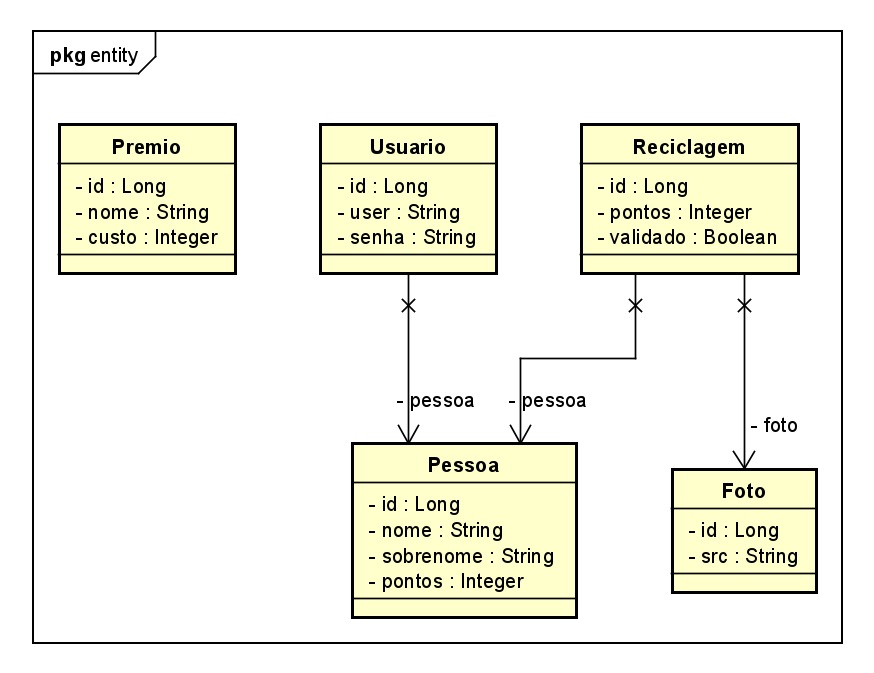 pkg entity
Premio
- id : Long
- nome : String
- custo : Integer
Usuario
- id : Long
- user : String
- senha : String
Reciclagem
- id : Long
- pontos : Integer
- validado : Boolean
- pessoa
- pessoa
- foto
Pessoa
- id : Long
- nome : String
- sobrenome : String
- pontos : Integer
Foto
- id : Long
- src : String